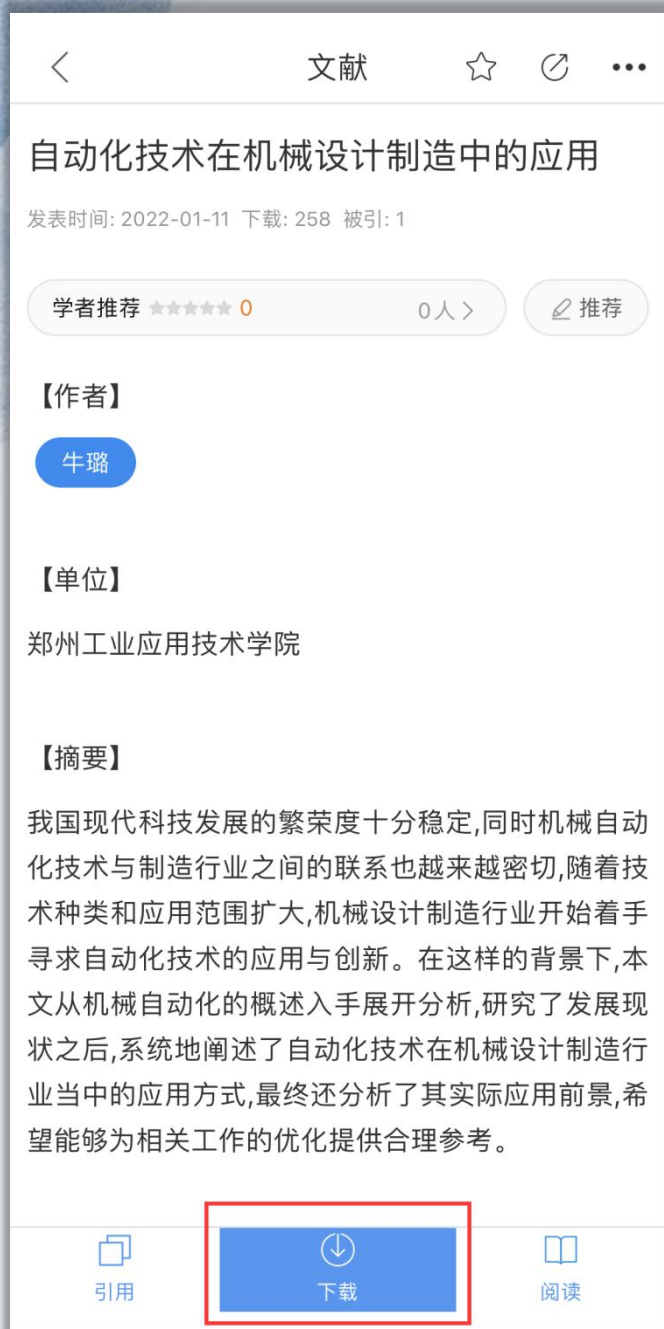 文献
自动化技术在机械设计制造中的应用
发表时间: 2022-01-11 下载: 258 被引: 1
学者推荐 0 0人 推荐
【作者】
牛璐
【单位】
郑州工业应用技术学院
【摘要】
我国现代科技发展的繁荣度十分稳定,同时机械自动
化技术与制造行业之间的联系也越来越密切,随着技
术种类和应用范围扩大,机械设计制造行业开始着手
寻求自动化技术的应用与创新。在这样的背景下,本
文从机械自动化的概述入手展开分析,研究了发展现
状之后,系统地阐述了自动化技术在机械设计制造行
业当中的应用方式,最终还分析了其实际应用前景,希
望能够为相关工作的优化提供合理参考。
引用 下载 阅读